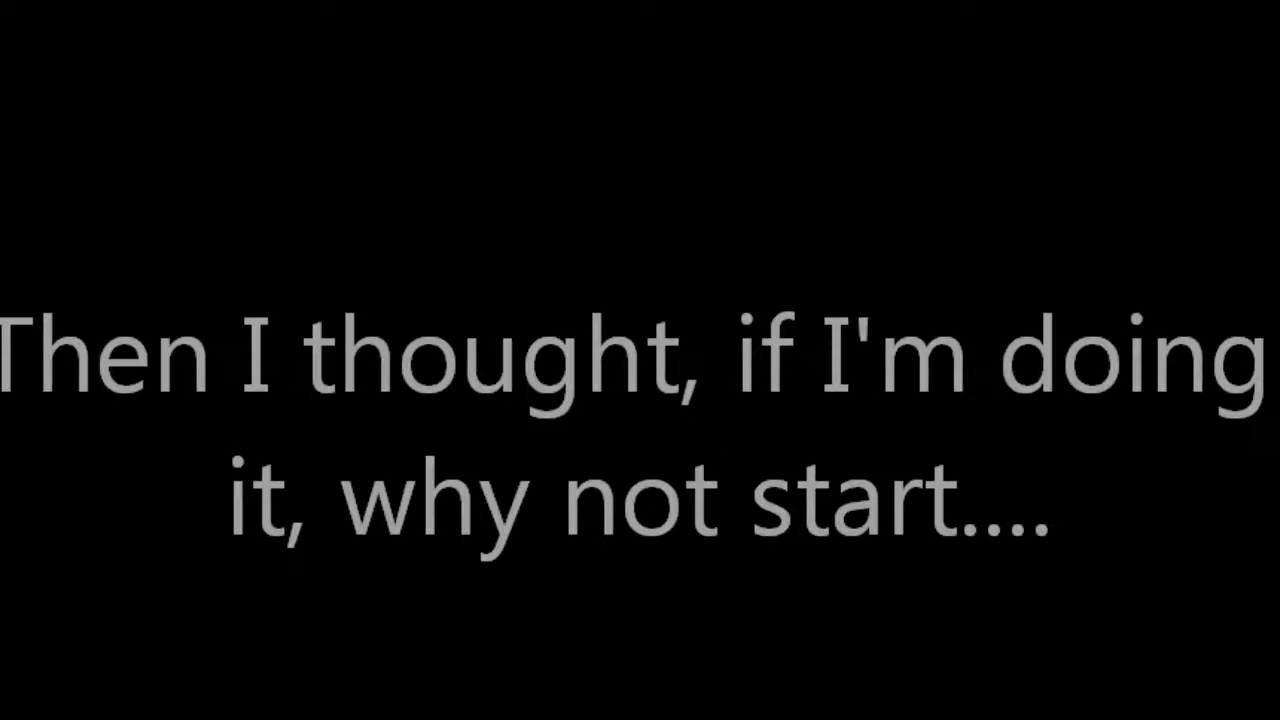 Then I thought, if I'm doing
it, why not start....